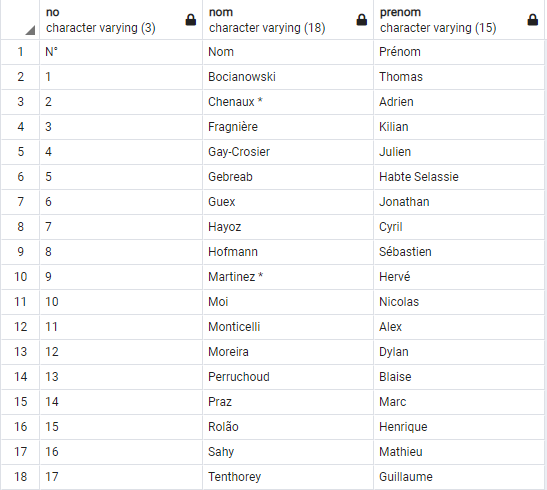 no nom prenom
character varying (3) character varying (18) character varying (15)
1 N° Nom Prénom
2 1 Bocianowski Thomas
3 2 Chenaux * Adrien
4 3 Fragnière Kilian
5 4 Gay-Crosier Julien
6 5 Gebreab Habte Selassie
7 6 Guex Jonathan
8 7 Hayoz Cyril
9 8 Hofmann Sébastien
10 9 Martinez * Hervé
11 10 Moi Nicolas
12 11 Monticelli Alex
13 12 Moreira Dylan
14 13 Perruchoud Blaise
15 14 Praz Marc
16 15 Rolão Henrique
17 16 Sahy Mathieu
18 17 Tenthorey Guillaume